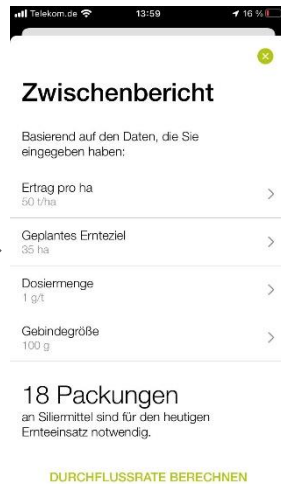 Telekom.de
13:59
16 %
Zwischenbericht
Basierend auf den Daten, die Sie
eingegeben haben:
Ertrag pro ha
50 t/ha
Geplantes Ernteziel
35 ha
Dosiermenge
1 g/t
Gebindegröße
100 g
18 Packungen
an Siliermittel sind für den heutigen
Ernteeinsatz notwendig.
DURCHFLUSSRATE BERECHNEN